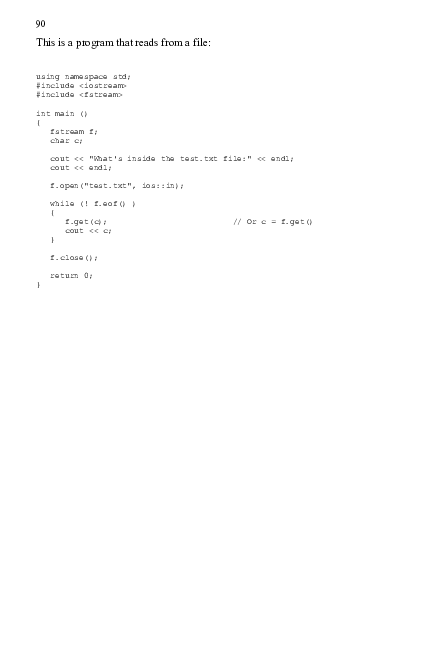 90
This is a program that reads from a file:
using namespace std;
#include <iostream>
#include <fstream>
int main ()
{
fstream f;
char c;
cout << "What's inside the test.txt file:" << endl;
cout << endl;
f.open("test.txt", ios::in);
while (! f.eof() )
{
f.get(c); // Or c = f.get()
cout << c;
}
f.close();
return 0;
}